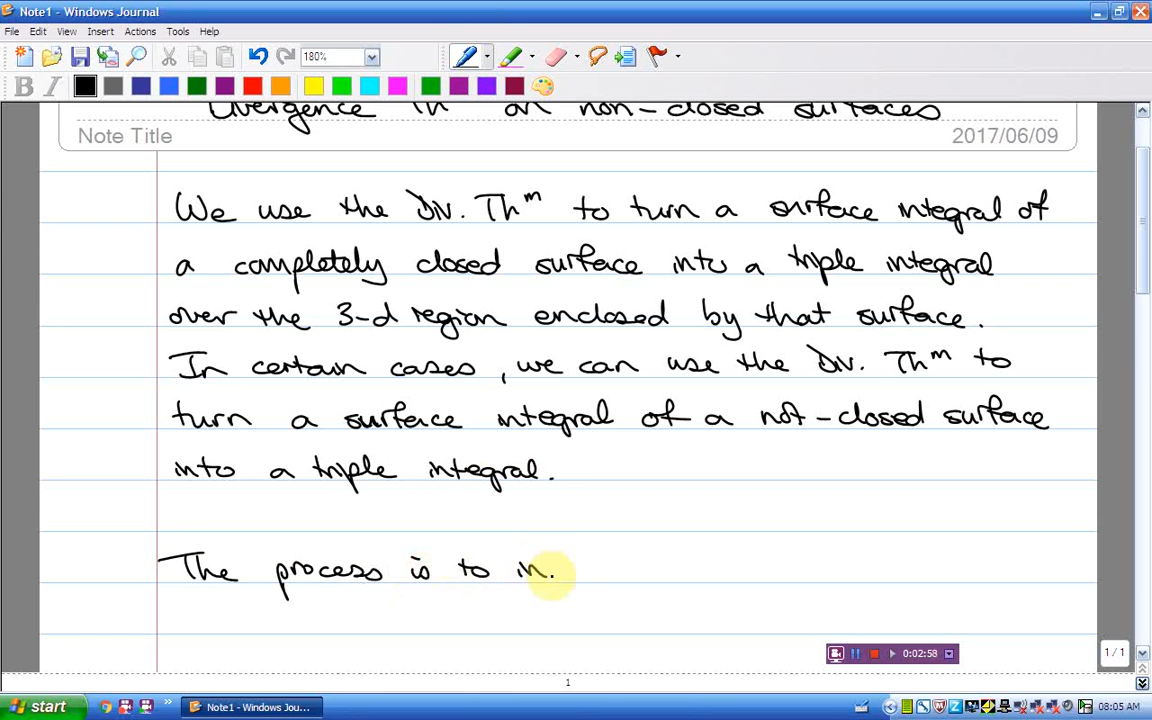 Note1 - Windows Journal
File Edit View Insert Actions Tools Help
180%
B I
Divergence Th on non-closed surfaces
Note Title
2017/06/09
We use the Div. Thm to turn a surface integral of
a completely closed surface into a triple integral
over the 3-d region enclosed by that surface.
In certain cases, we can use the Div. Thm to
turn a surface integral of a not-closed surface
into a triple integral.
The process is to in.
0:02:58
1/1
1
start
Note1 - Windows Jou...
08:05 AM